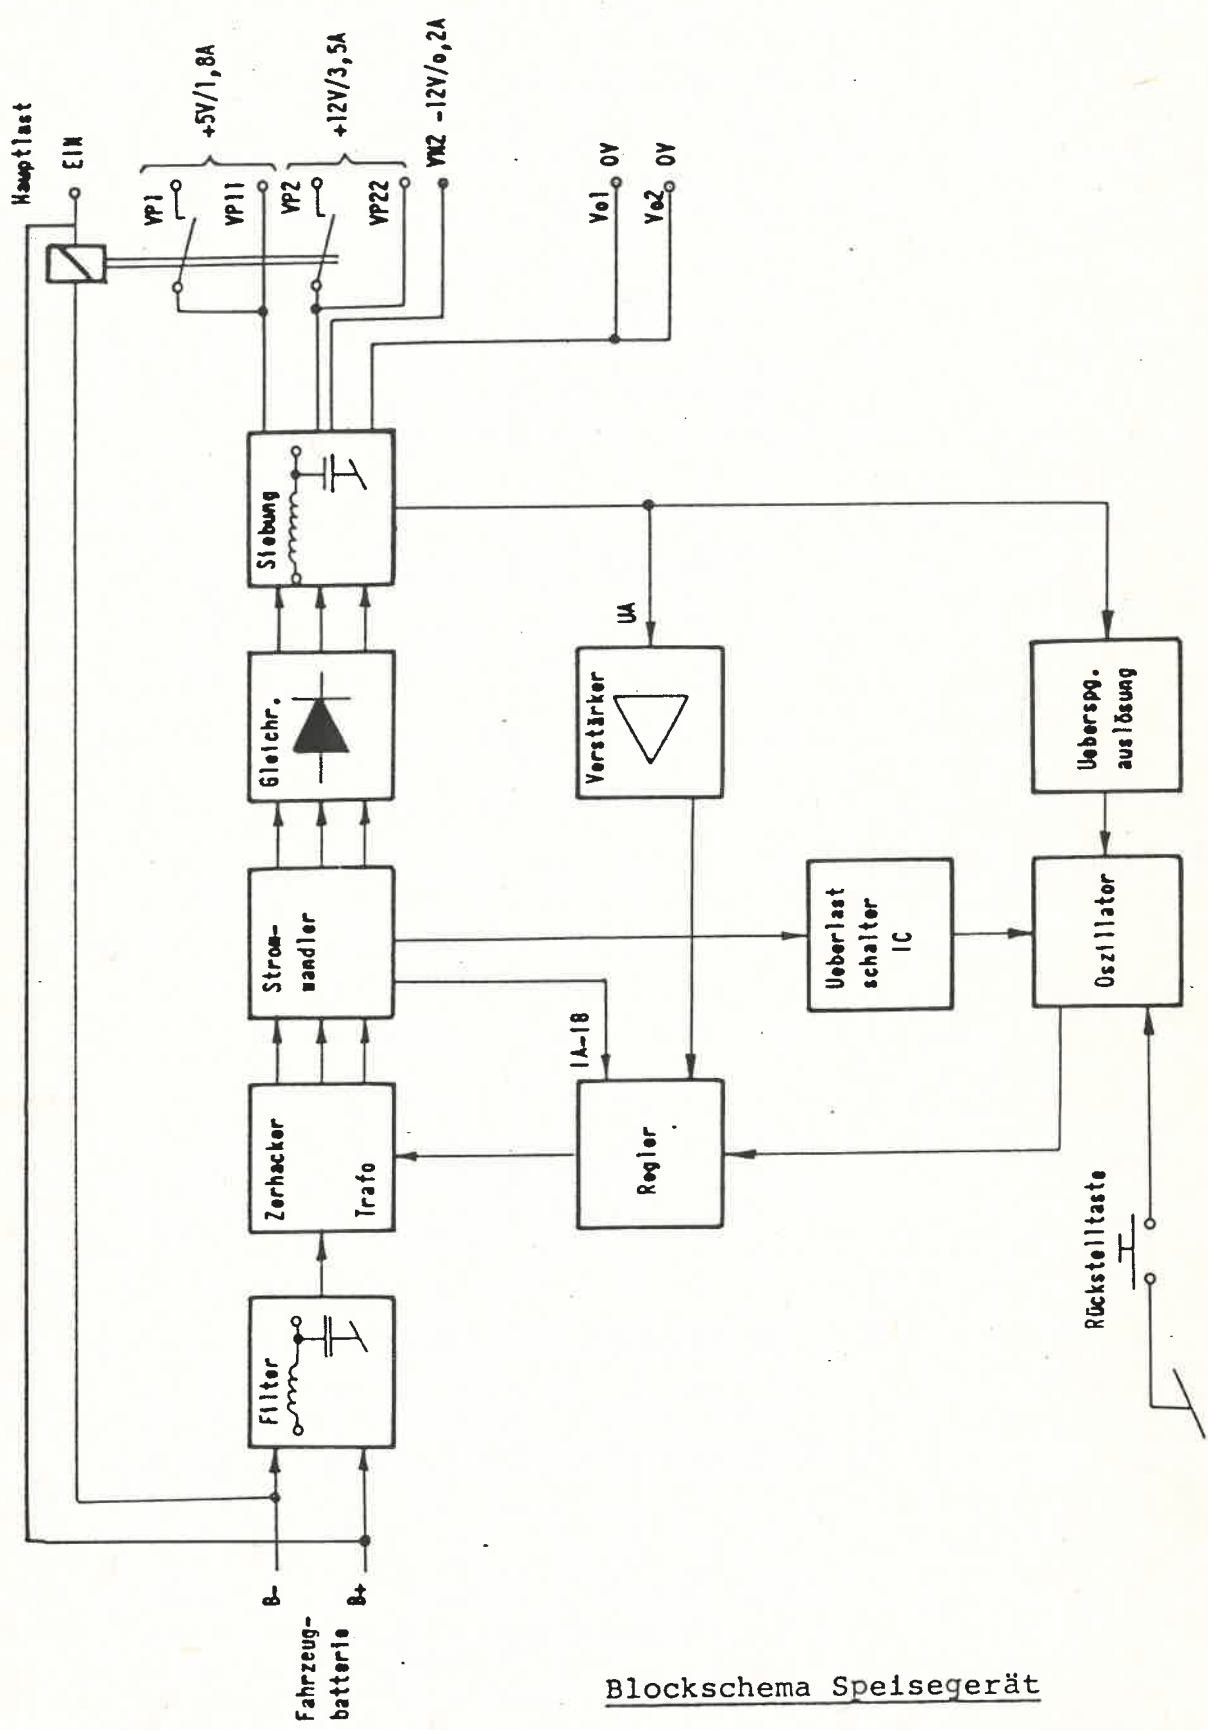 Hauptlast
EIN
VP1
+5V/1,8A
VP11
VP2
+12V/3,5A
VP22
VN2 -12V/o,2A
Vo1 0V
Vo2 0V
Siebung
Gleichr.
Strom-
wandler
Zerhacker
Trafo
Filter
B-
Fahrzeug-
batterie
B+
UA
Verstärker
IA-18
Regler
Ueberlast
schalter
IC
Ueberspg.
auslösung
Oszillator
Rückstelltaste
Blockschema Speisegerät